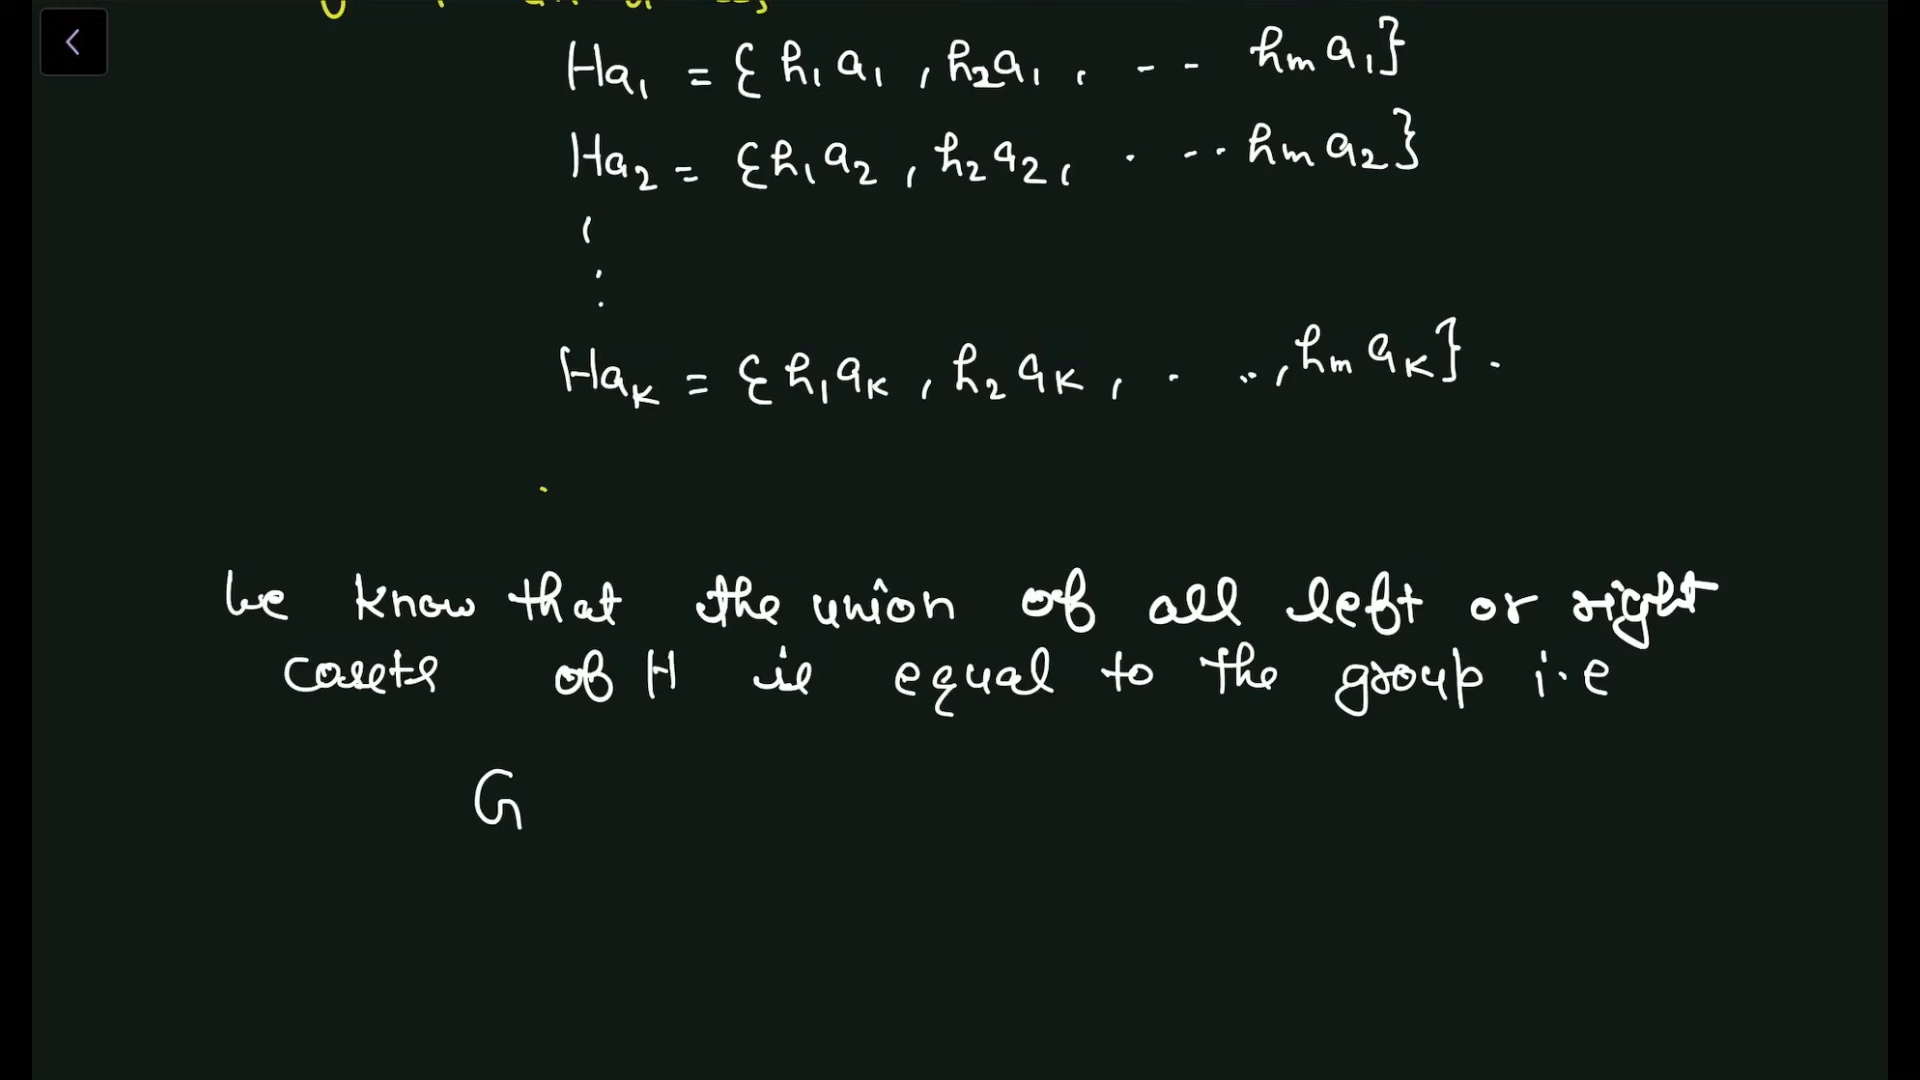 Ha₁ = {h₁a₁, h₂a₁, -- hₘa₁}
Ha₂ = {h₁a₂, h₂a₂, . -.. hₘa₂}
Haₖ = {h₁aₖ, h₂aₖ, . .., hₘaₖ}.
we know that the union of all left or right
cosets of H is equal to the group i.e
G